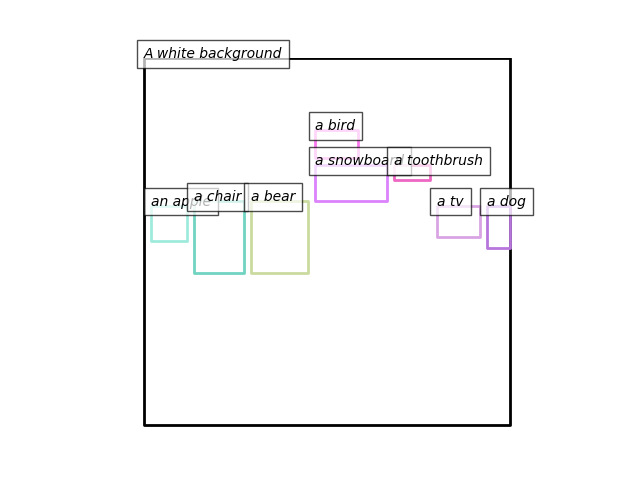 A white background
a bird
a snowboard
a toothbrush
an apple
a chair
a bear
a tv
a dog